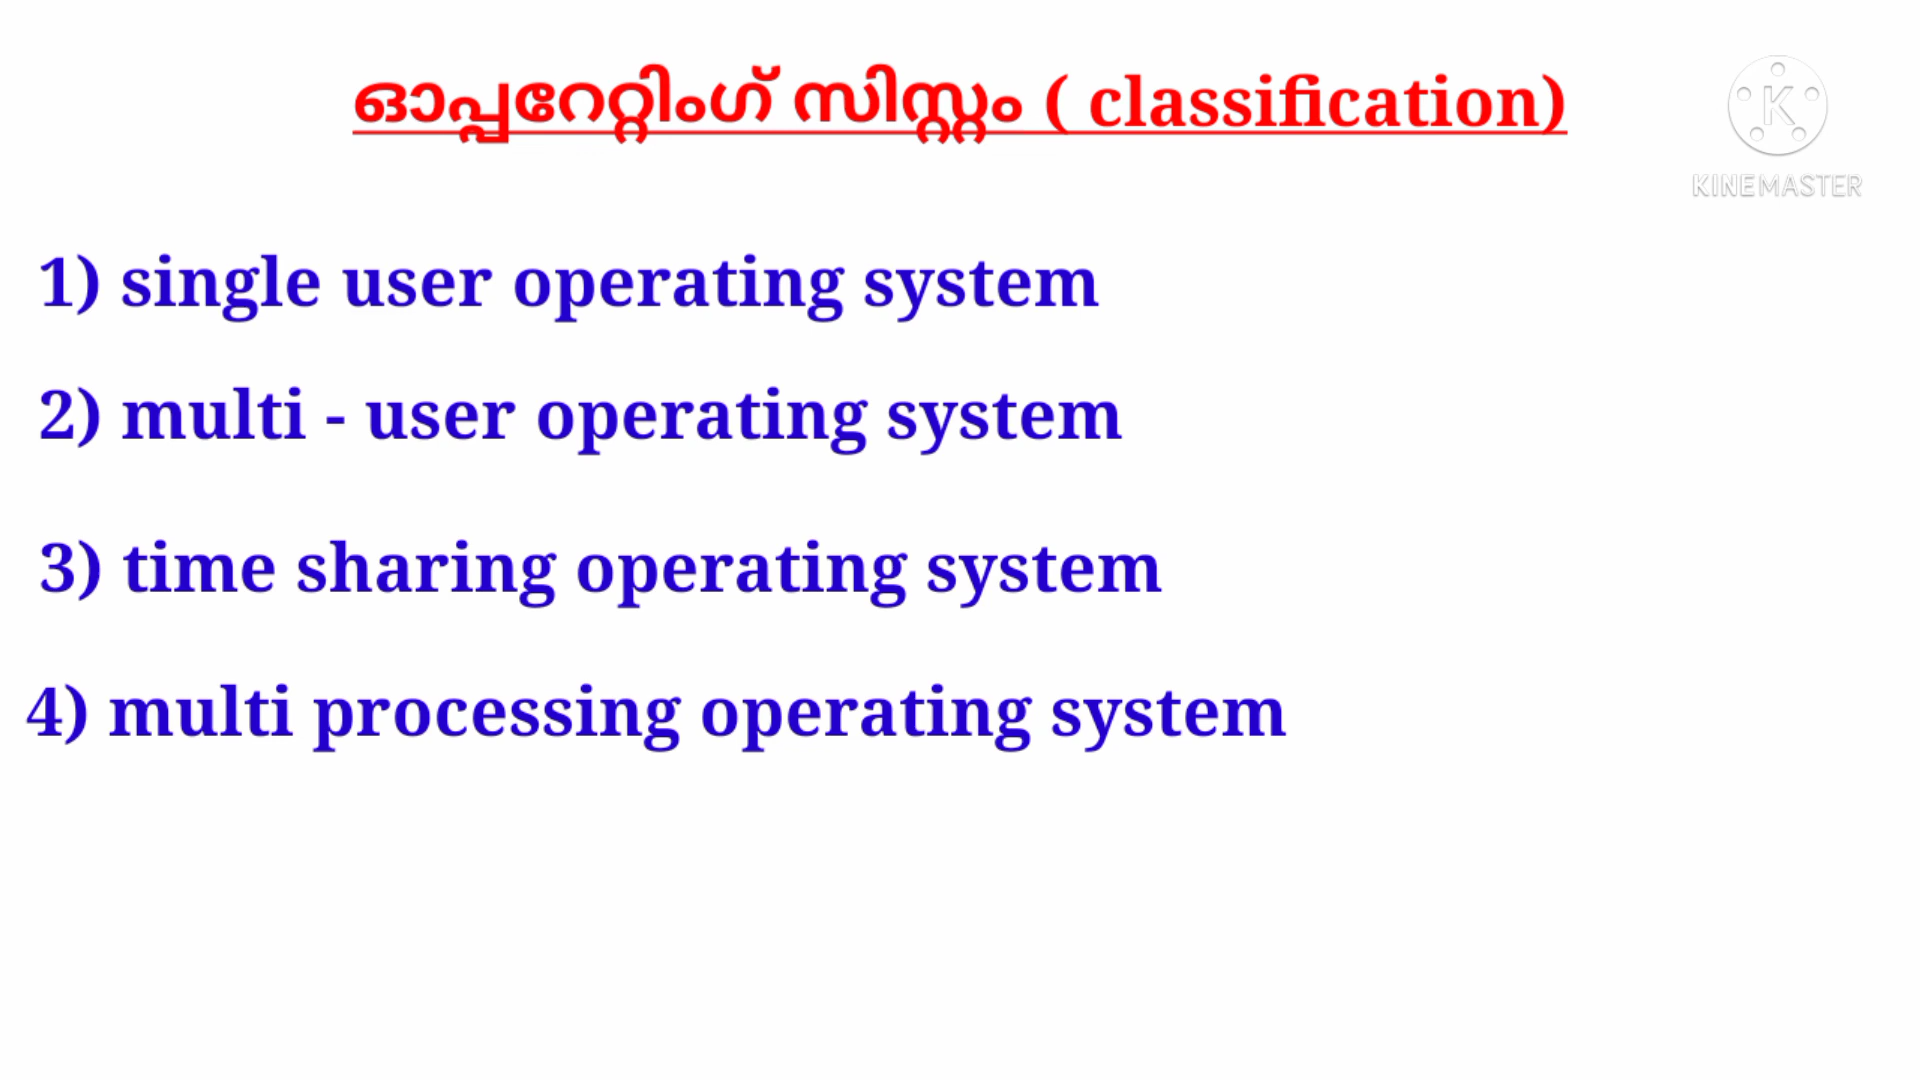 ഓപ്പറേറ്റിംഗ് സിസ്റ്റം ( classification)
KINEMASTER
1) single user operating system
2) multi - user operating system
3) time sharing operating system
4) multi processing operating system